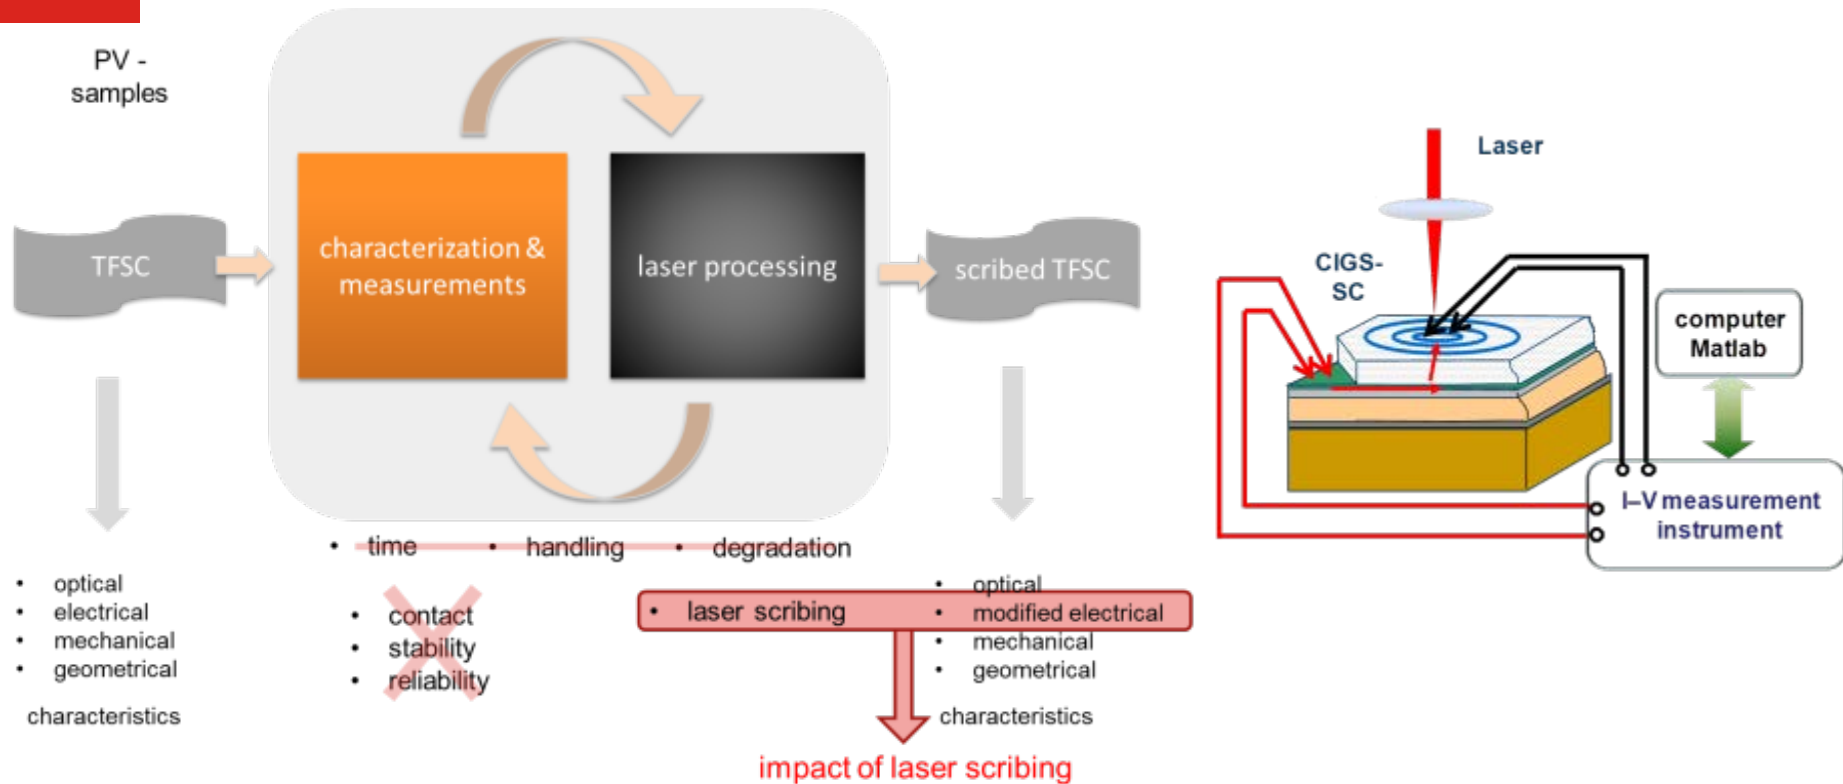 PV -
samples
TFSC
characterization &
measurements
laser processing
scribed TFSC
• time • handling • degradation
• optical
• electrical
• mechanical
• geometrical
characteristics
• contact
• stability
• reliability
• laser scribing
• optical
• modified electrical
• mechanical
• geometrical
characteristics
impact of laser scribing
Laser
CIGS-
SC
computer
Matlab
I–V measurement
instrument